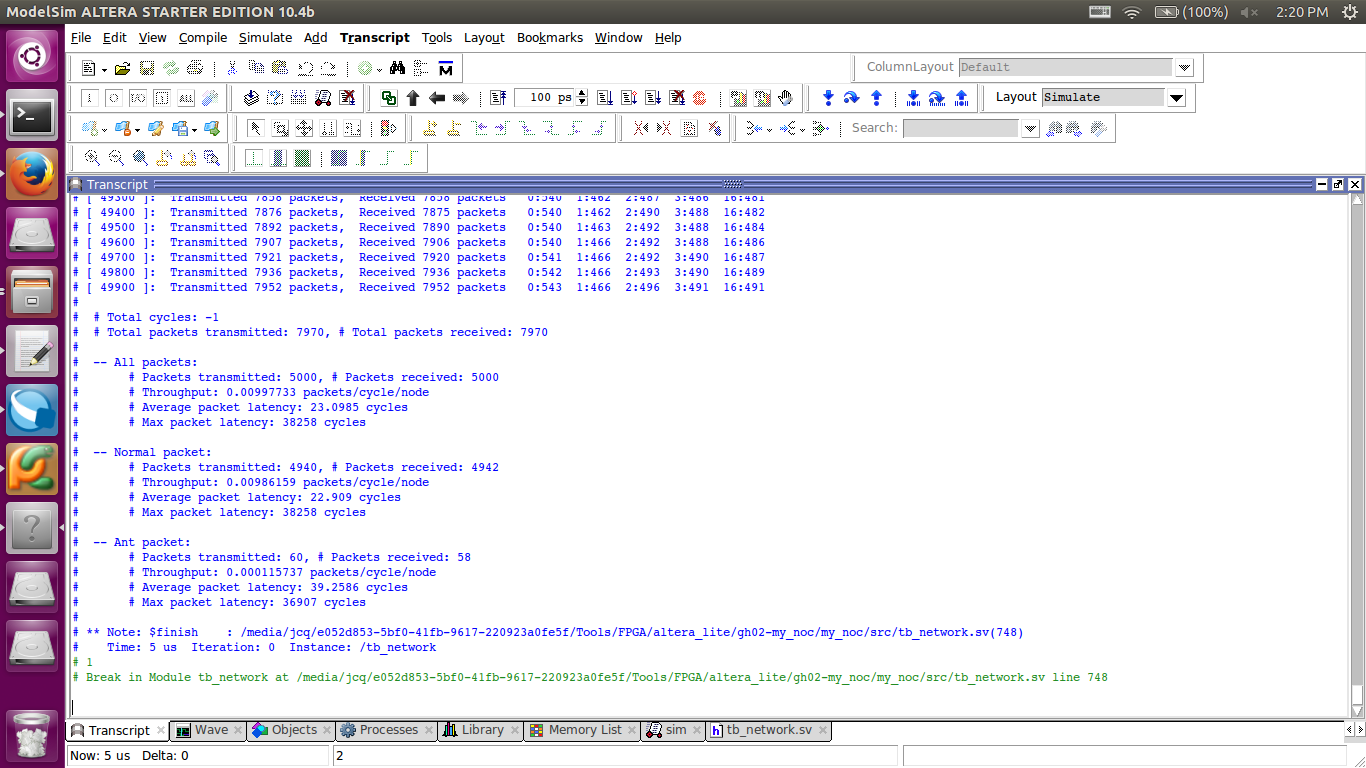 ModelSim ALTERA STARTER EDITION 10.4b
(100%)
2:20 PM
File Edit View Compile Simulate Add Transcript Tools Layout Bookmarks Window Help
ColumnLayout Default
100 ps
Layout Simulate
Search:
Transcript
# [ 49300 ]: Transmitted 7858 packets, Received 7858 packets 0:540 1:462 2:487 3:486 16:481
# [ 49400 ]: Transmitted 7876 packets, Received 7875 packets 0:540 1:462 2:490 3:488 16:482
# [ 49500 ]: Transmitted 7892 packets, Received 7890 packets 0:540 1:463 2:492 3:488 16:484
# [ 49600 ]: Transmitted 7907 packets, Received 7906 packets 0:540 1:466 2:492 3:488 16:486
# [ 49700 ]: Transmitted 7921 packets, Received 7920 packets 0:541 1:466 2:492 3:490 16:487
# [ 49800 ]: Transmitted 7936 packets, Received 7936 packets 0:542 1:466 2:493 3:490 16:489
# [ 49900 ]: Transmitted 7952 packets, Received 7952 packets 0:543 1:466 2:496 3:491 16:491
#
# # Total cycles: -1
# # Total packets transmitted: 7970, # Total packets received: 7970
#
# -- All packets:
# # Packets transmitted: 5000, # Packets received: 5000
# # Throughput: 0.00997733 packets/cycle/node
# # Average packet latency: 23.0985 cycles
# # Max packet latency: 38258 cycles
#
# -- Normal packet:
# # Packets transmitted: 4940, # Packets received: 4942
# # Throughput: 0.00986159 packets/cycle/node
# # Average packet latency: 22.909 cycles
# # Max packet latency: 38258 cycles
#
# -- Ant packet:
# # Packets transmitted: 60, # Packets received: 58
# # Throughput: 0.000115737 packets/cycle/node
# # Average packet latency: 39.2586 cycles
# # Max packet latency: 36907 cycles
#
# ** Note: $finish : /media/jcq/e052d853-5bf0-41fb-9617-220923a0fe5f/Tools/FPGA/altera_lite/gh02-my_noc/my_noc/src/tb_network.sv(748)
# Time: 5 us Iteration: 0 Instance: /tb_network
# 1
# Break in Module tb_network at /media/jcq/e052d853-5bf0-41fb-9617-220923a0fe5f/Tools/FPGA/altera_lite/gh02-my_noc/my_noc/src/tb_network.sv line 748
Transcript Wave Objects Processes Library Memory List sim tb_network.sv
Now: 5 us Delta: 0
2